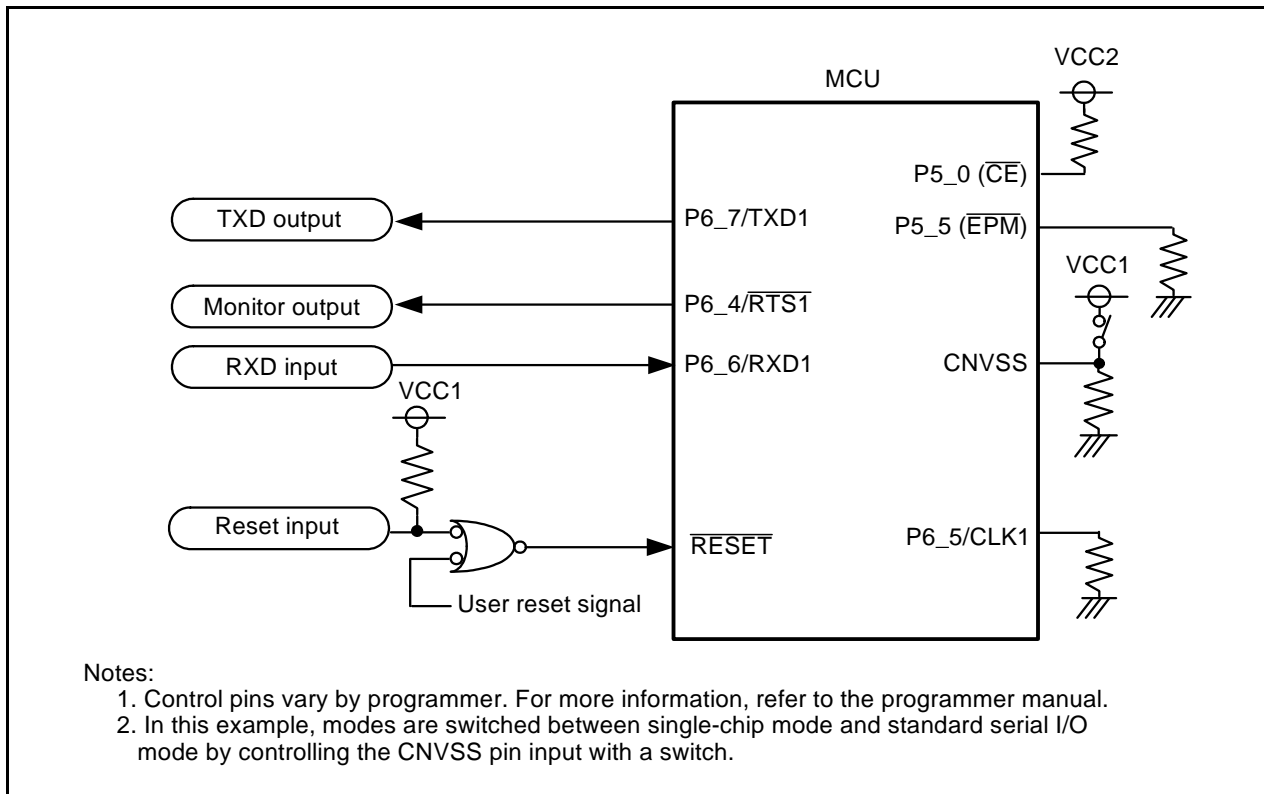 MCU
VCC2
P5_0 (CE)
TXD output
P6_7/TXD1
P5_5 (EPM)
VCC1
Monitor output
P6_4/RTS1
RXD input
P6_6/RXD1
CNVSS
VCC1
Reset input
RESET
P6_5/CLK1
User reset signal
Notes:
1. Control pins vary by programmer. For more information, refer to the programmer manual.
2. In this example, modes are switched between single-chip mode and standard serial I/O
mode by controlling the CNVSS pin input with a switch.